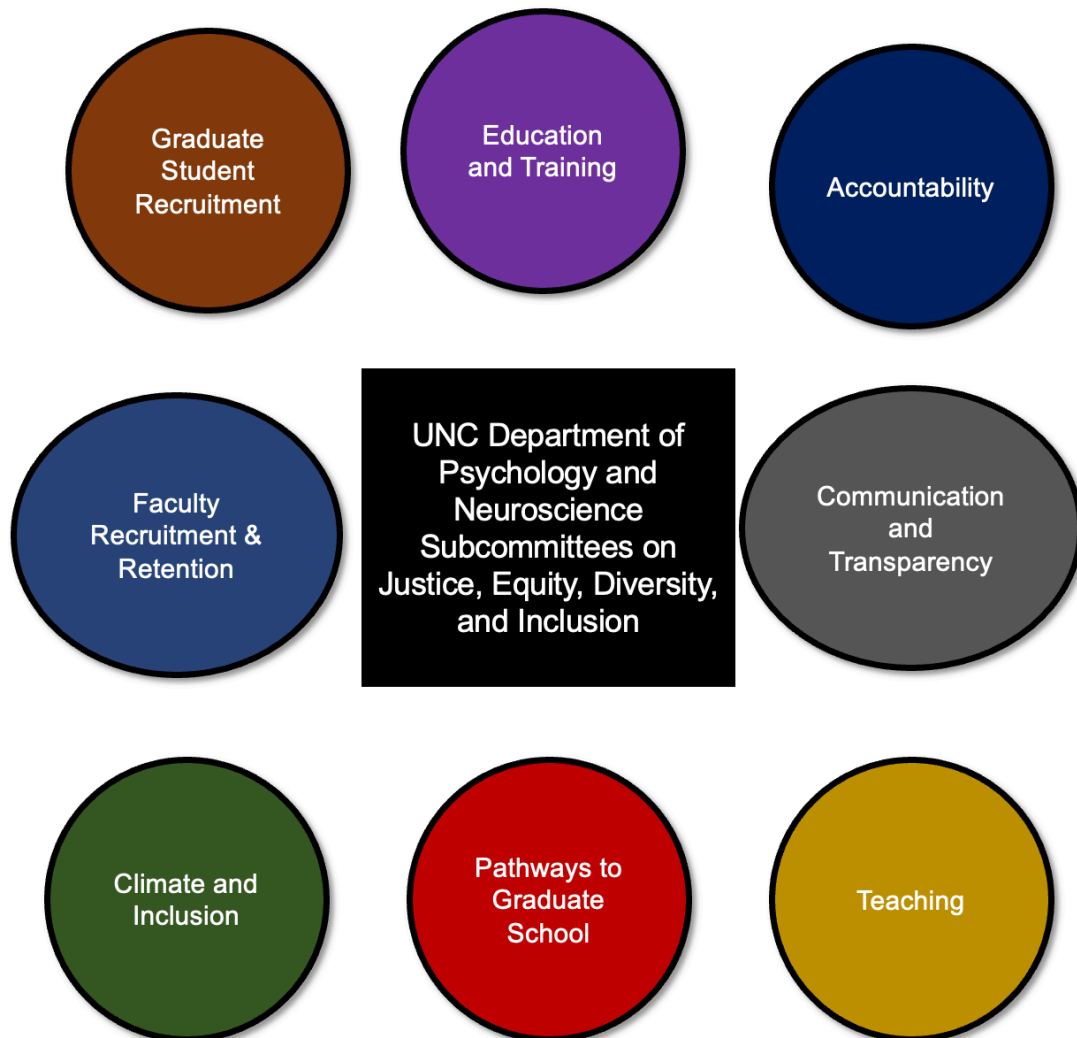 Graduate
Student
Recruitment
Education
and Training
Accountability
Faculty
Recruitment &
Retention
UNC Department of
Psychology and
Neuroscience
Subcommittees on
Justice, Equity, Diversity,
and Inclusion
Communication
and
Transparency
Climate and
Inclusion
Pathways to
Graduate
School
Teaching